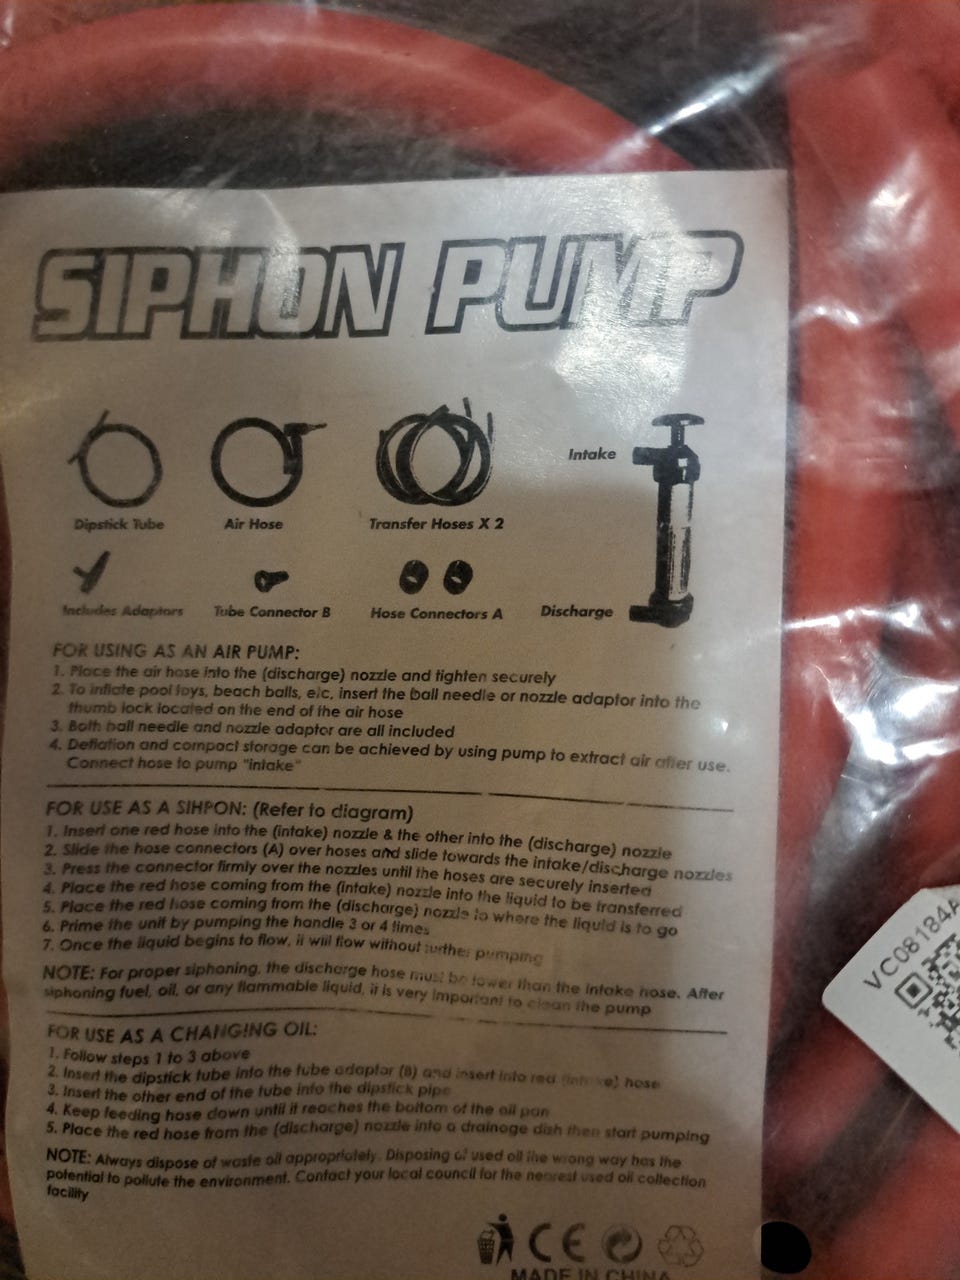 SIPHON PUMP
Intake
Dipstick Tube
Air Hose
Transfer Hoses X 2
Includes Adaptors
Tube Connector B
Hose Connectors A
Discharge
FOR USING AS AN AIR PUMP:
1. Place the air hose into the (discharge) nozzle and tighten securely
2. To inflate pool toys, beach balls, etc, insert the ball needle or nozzle adaptor into the
thumb lock located on the end of the air hose
3. Both ball needle and nozzle adaptor are all included
4. Deflation and compact storage can be achieved by using pump to extract air after use.
Connect hose to pump "intake"
FOR USE AS A SIHPON: (Refer to diagram)
1. Insert one red hose into the (intake) nozzle & the other into the (discharge) nozzle
2. Slide the hose connectors (A) over hoses and slide towards the intake/discharge nozzles
3. Press the connector firmly over the nozzles until the hoses are securely inserted
4. Place the red hose coming from the (intake) nozzle into the liquid to be transferred
5. Place the red hose coming from the (discharge) nozzle to where the liquid is to go
6. Prime the unit by pumping the handle 3 or 4 times
7. Once the liquid begins to flow, it will flow without further pumping
NOTE: For proper siphoning, the discharge hose must be lower than the intake hose. After
siphoning fuel, oil, or any flammable liquid, it is very important to clean the pump
FOR USE AS A CHANGING OIL:
1. Follow steps 1 to 3 above
2. Insert the dipstick tube into the tube adaptor (B) and insert into red (intake) hose
3. Insert the other end of the tube into the dipstick pipe
4. Keep feeding hose down until it reaches the bottom of the oil pan
5. Place the red hose from the (discharge) nozzle into a drainage dish then start pumping
NOTE: Always dispose of waste oil appropriately. Disposing of used oil the wrong way has the
potential to pollute the environment. Contact your local council for the nearest used oil collection
facility
CE
MADE IN CHINA
VC08184A